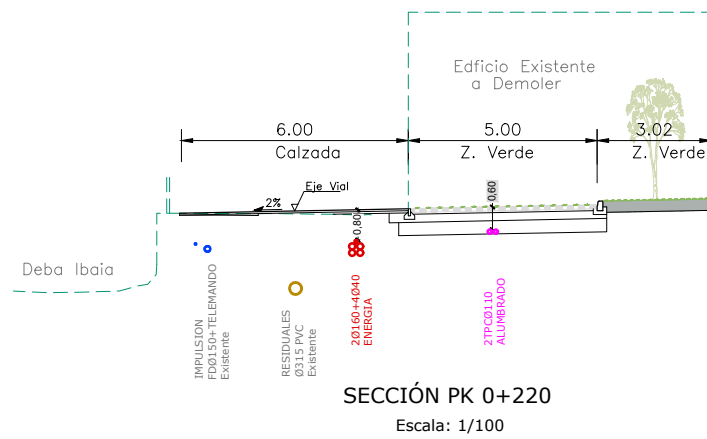 Edficio Existente
a Demoler
6.00
5.00
3.02
Calzada
Z. Verde
Z. Verde
Eje Vial
2%
0,80
0,60
Deba Ibaia
IMPULSION
FDØ150+TELEMANDO
Existente
RESIDUALES
Ø315 PVC
Existente
2Ø160+4Ø40
ENERGIA
2TPCØ110
ALUMBRADO
SECCIÓN PK 0+220
Escala: 1/100